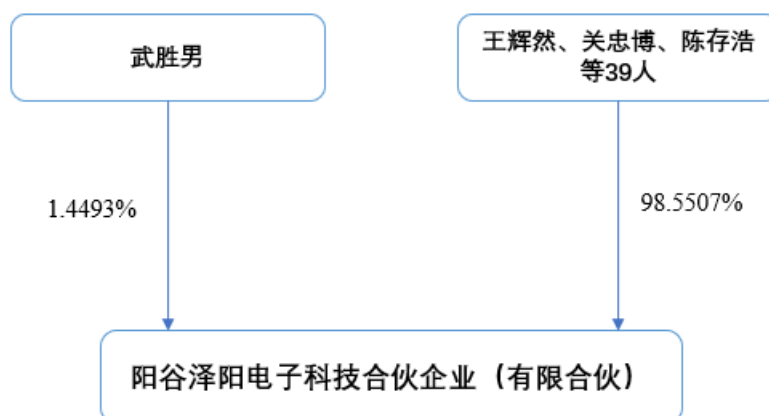 武胜男
王辉然、关忠博、陈存浩
等39人
1.4493%
98.5507%
阳谷泽阳电子科技合伙企业（有限合伙）